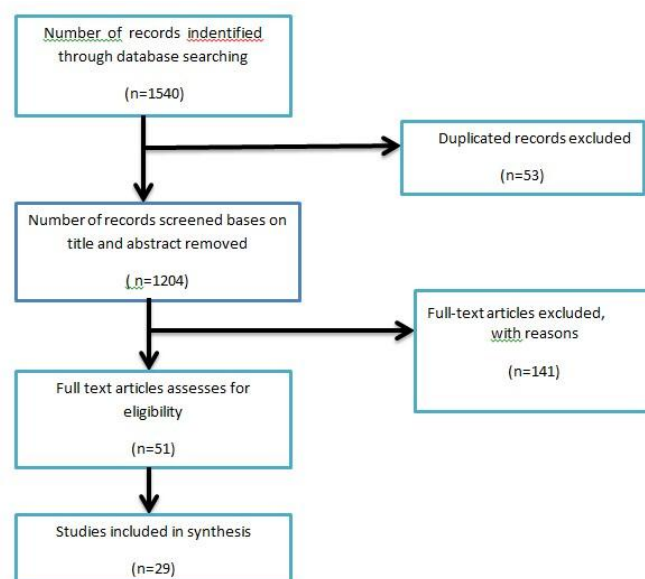 Number of records indentified
through database searching
(n=1540)
Duplicated records excluded
(n=53)
Number of records screened bases on
title and abstract removed
( n=1204)
Full-text articles excluded,
with reasons
(n=141)
Full text articles assesses for
eligibility
(n=51)
Studies included in synthesis
(n=29)